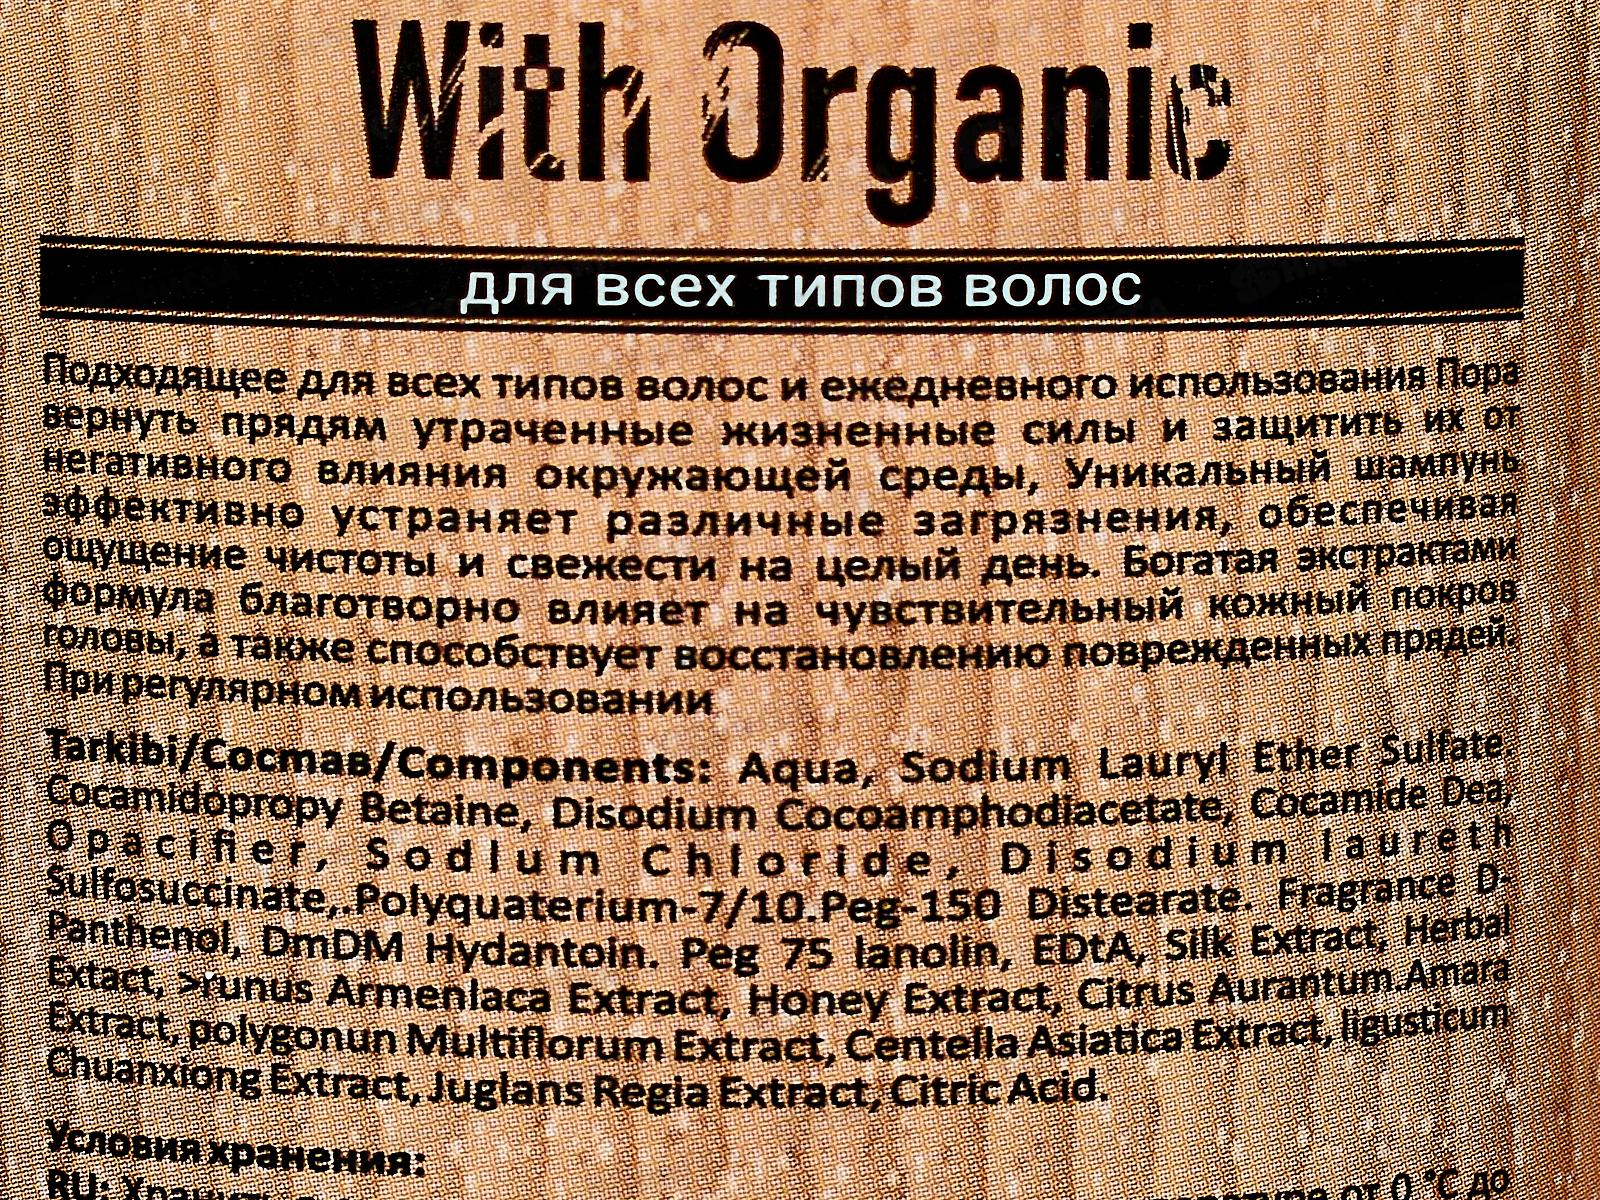 With Organic
для всех типов волос
Подходящее для всех типов волос и ежедневного использования Пора
вернуть прядям утраченные жизненные силы и защитить их от
негативного влияния окружающей среды, Уникальный шампунь
эффективно устраняет различные загрязнения, обеспечивая
ощущение чистоты и свежести на целый день. Богатая экстрактами
формула благотворно влияет на чувствительный кожный покров
головы, а также способствует восстановлению поврежденных прядей.
При регулярном использовании
Tarkibi/Состав/Components: Aqua, Sodium Lauryl Ether Sulfate.
Cocamidopropy Betaine, Disodium Cocoamphodiacetate, Cocamide Dea,
Opacifier, Sodlum Chloride, Disodium laureth
Sulfosuccinate,.Polyquaterium-7/10.Peg-150 Distearate. Fragrance D-
Panthenol, DmDM Hydantoin. Peg 75 lanolin, EDtA, Silk Extract, Herbal
Extact, >runus Armenlaca Extract, Honey Extract, Citrus Aurantum.Amara
Extract, polygonun Multiflorum Extract, Centella Asiatica Extract, ligusticum
Chuanxiong Extract, Juglans Regia Extract, Citric Acid.
Условия хранения:
RU: от 0 °C до